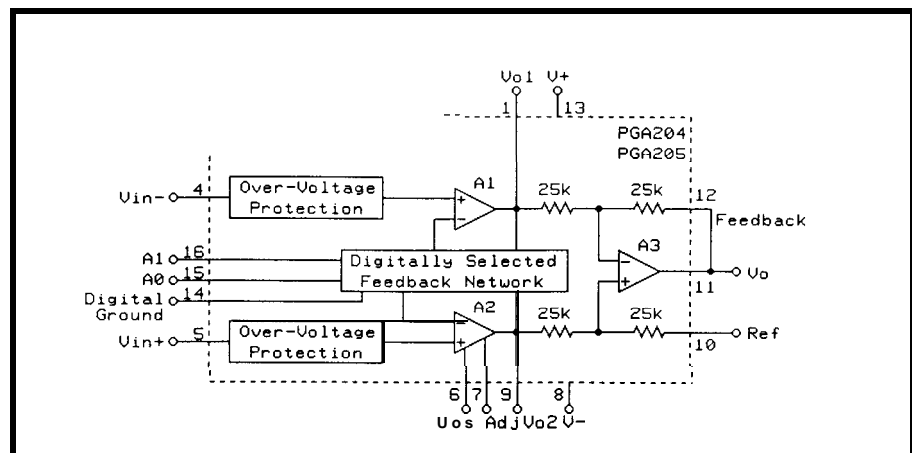 Vo1 V+
1 13
PGA204
PGA205
Vin- 4
Over-Voltage
Protection
A1
+
−
25k
25k
12
Feedback
A1 16
A0 15
Digital 14
Ground
Digitally Selected
Feedback Network
A3
−
+
Vo
11
Vin+ 5
Over-Voltage
Protection
A2
−
+
25k
25k
Ref
10
6 7 9 8
Vos Adj Vo2 V-